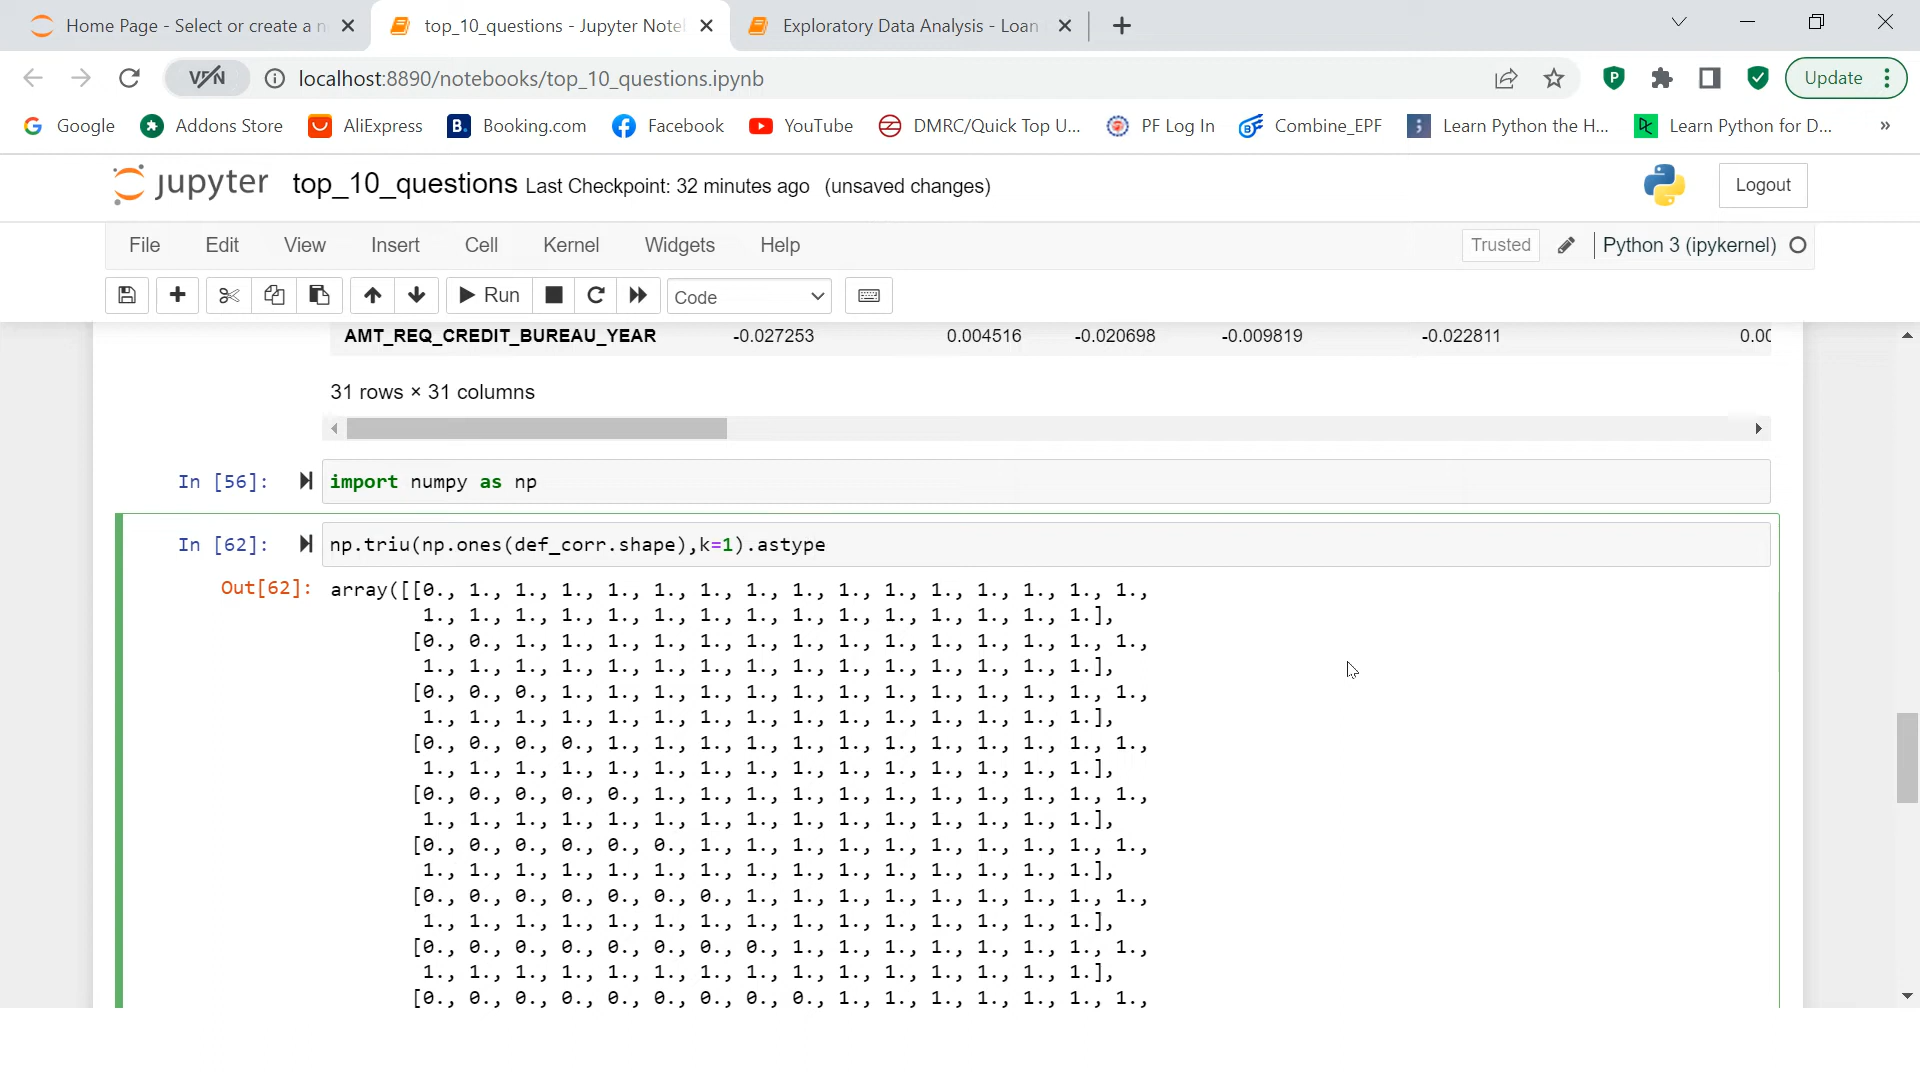 Home Page - Select or create a n
top_10_questions - Jupyter Note
Exploratory Data Analysis - Loan
VPN
localhost:8890/notebooks/top_10_questions.ipynb
Update
Google
Addons Store
AliExpress
B.
Booking.com
Facebook
YouTube
DMRC/Quick Top U...
PF Log In
Combine_EPF
Learn Python the H...
Learn Python for D...
»
jupyter
top_10_questions Last Checkpoint: 32 minutes ago (unsaved changes)
Logout
File Edit View Insert Cell Kernel Widgets Help
Trusted
Python 3 (ipykernel)
Run
Code
AMT_REQ_CREDIT_BUREAU_YEAR -0.027253 0.004516 -0.020698 -0.009819 -0.022811 0.00
31 rows × 31 columns
In [56]: import numpy as np
In [62]: np.triu(np.ones(def_corr.shape),k=1).astype
Out[62]: array([[0., 1., 1., 1., 1., 1., 1., 1., 1., 1., 1., 1., 1., 1., 1., 1.,
1., 1., 1., 1., 1., 1., 1., 1., 1., 1., 1., 1., 1., 1., 1.],
[0., 0., 1., 1., 1., 1., 1., 1., 1., 1., 1., 1., 1., 1., 1., 1.,
1., 1., 1., 1., 1., 1., 1., 1., 1., 1., 1., 1., 1., 1., 1.],
[0., 0., 0., 1., 1., 1., 1., 1., 1., 1., 1., 1., 1., 1., 1., 1.,
1., 1., 1., 1., 1., 1., 1., 1., 1., 1., 1., 1., 1., 1., 1.],
[0., 0., 0., 0., 1., 1., 1., 1., 1., 1., 1., 1., 1., 1., 1., 1.,
1., 1., 1., 1., 1., 1., 1., 1., 1., 1., 1., 1., 1., 1., 1.],
[0., 0., 0., 0., 0., 1., 1., 1., 1., 1., 1., 1., 1., 1., 1., 1.,
1., 1., 1., 1., 1., 1., 1., 1., 1., 1., 1., 1., 1., 1., 1.],
[0., 0., 0., 0., 0., 0., 1., 1., 1., 1., 1., 1., 1., 1., 1., 1.,
1., 1., 1., 1., 1., 1., 1., 1., 1., 1., 1., 1., 1., 1., 1.],
[0., 0., 0., 0., 0., 0., 0., 1., 1., 1., 1., 1., 1., 1., 1., 1.,
1., 1., 1., 1., 1., 1., 1., 1., 1., 1., 1., 1., 1., 1., 1.],
[0., 0., 0., 0., 0., 0., 0., 0., 1., 1., 1., 1., 1., 1., 1., 1.,
1., 1., 1., 1., 1., 1., 1., 1., 1., 1., 1., 1., 1., 1., 1.],
[0., 0., 0., 0., 0., 0., 0., 0., 0., 1., 1., 1., 1., 1., 1., 1.,